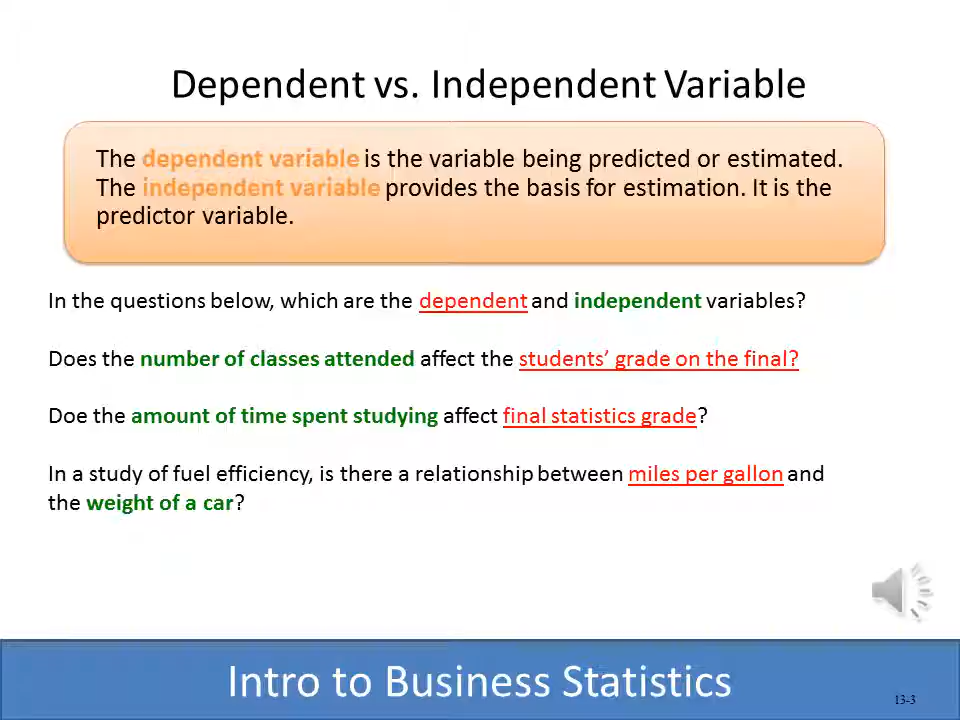 Dependent vs. Independent Variable
The dependent variable is the variable being predicted or estimated.
The independent variable provides the basis for estimation. It is the
predictor variable.
In the questions below, which are the dependent and independent variables?
Does the number of classes attended affect the students’ grade on the final?
Doe the amount of time spent studying affect final statistics grade?
In a study of fuel efficiency, is there a relationship between miles per gallon and
the weight of a car?
Intro to Business Statistics
13-3